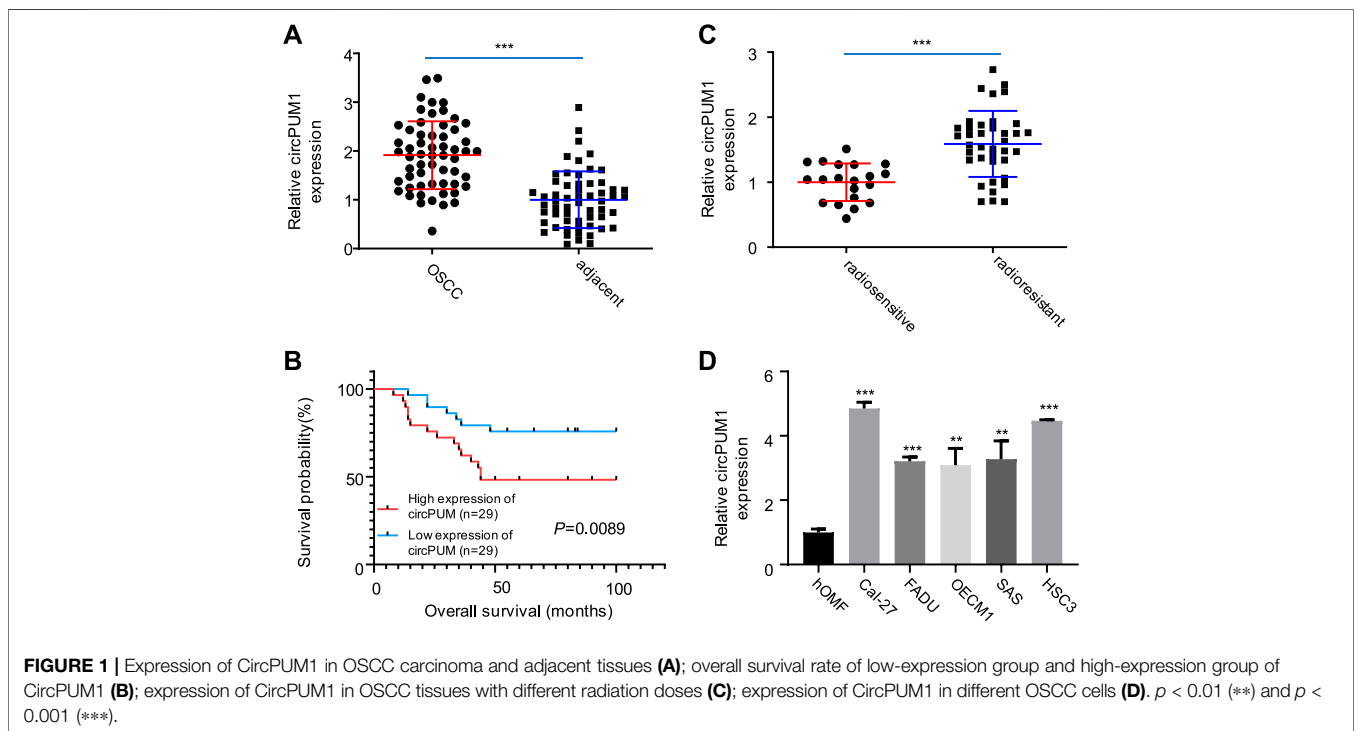 A
***
Relative circPUM1
expression
4
3
2
1
0
OSCC
adjacent
C
***
Relative circPUM1
expression
3
2
1
0
radiosensitive
radioresistant
B
Survival probability(%)
100
50
0
High expression of
circPUM (n=29)
Low expression of
circPUM (n=29)
P=0.0089
0
50
100
Overall survival (months)
D
Relative circPUM1
expression
6
4
2
0
***
***
**
**
***
hOMF
Cal-27
FADU
OECM1
SAS
HSC3
FIGURE 1 | Expression of CircPUM1 in OSCC carcinoma and adjacent tissues (A); overall survival rate of low-expression group and high-expression group of
CircPUM1 (B); expression of CircPUM1 in OSCC tissues with different radiation doses (C); expression of CircPUM1 in different OSCC cells (D). p < 0.01 (**) and p <
0.001 (***).